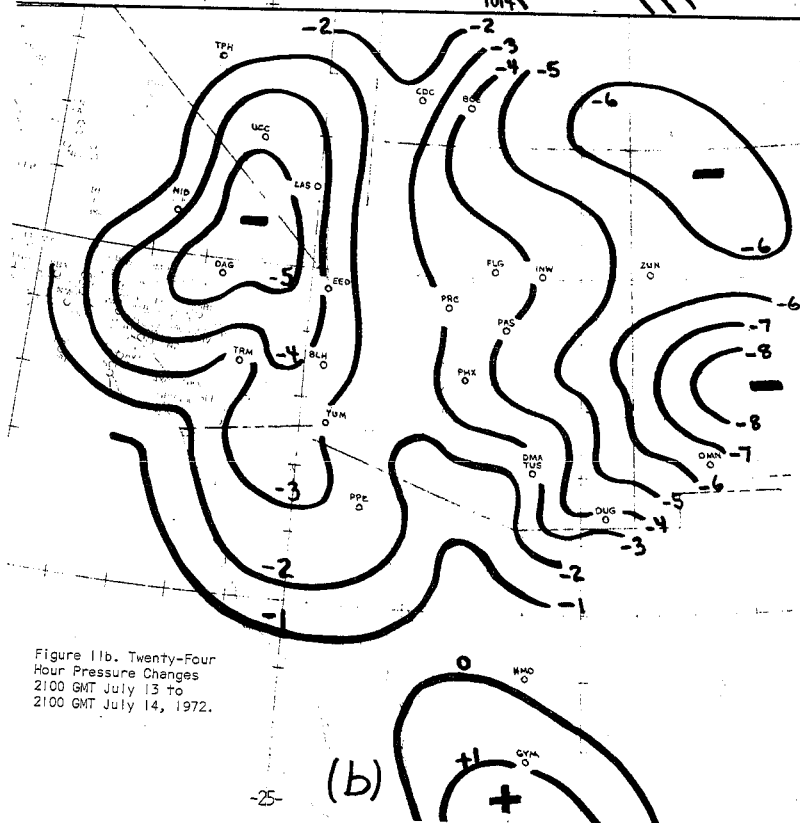 1014
-2
-2
TPH
-3
-4
-5
CDC
BCE
-6
UCC
LAS
NID
-6
DAG
-5
EED
FLG
INW
ZUN
PRC
-6
PAS
-7
-8
TRM
-4
BLH
PHX
YUM
-8
DMA
TUS
DMN
-7
-3
PPE
-6
-5
DUG
-4
-3
-2
-2
-1
-1
Figure 11b. Twenty-Four
Hour Pressure Changes
2100 GMT July 13 to
2100 GMT July 14, 1972.
0
HMO
+1
GYM
+
(b)
-25-